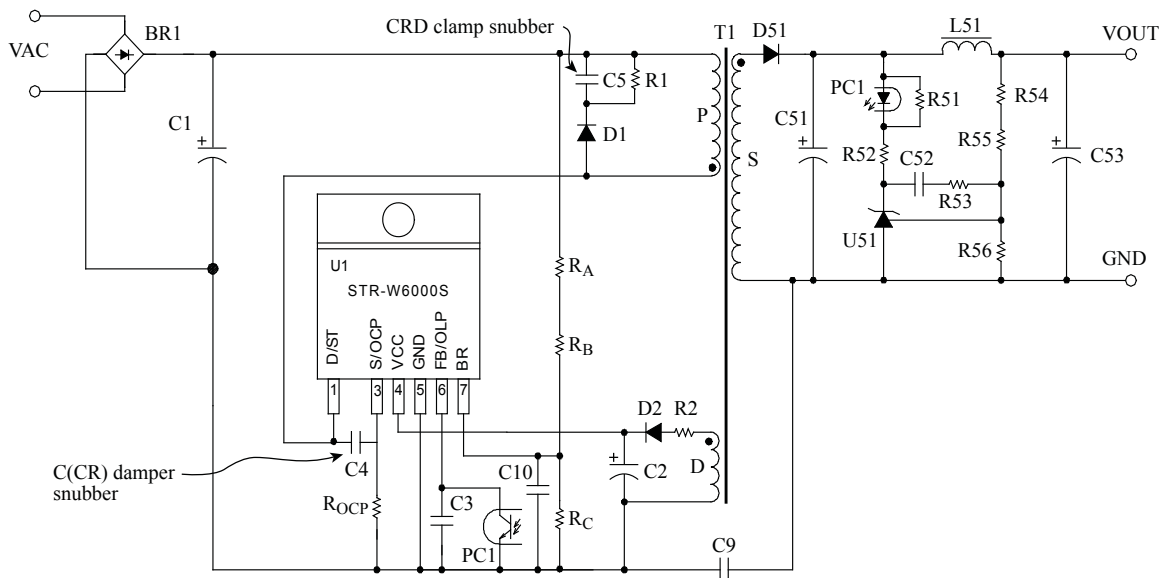 CRD clamp snubber
T1
D51
L51
VOUT
VAC
BR1
C5
R1
PC1
R51
R54
C1
D1
P
C51
R52
C52
R55
C53
S
R53
U51
R56
GND
U1
STR-W6000S
RA
RB
D/ST
S/OCP
VCC
GND
FB/OLP
BR
1
3
4
5
6
7
D2
R2
C4
C10
C2
D
C(CR) damper
snubber
ROCP
C3
PC1
RC
C9